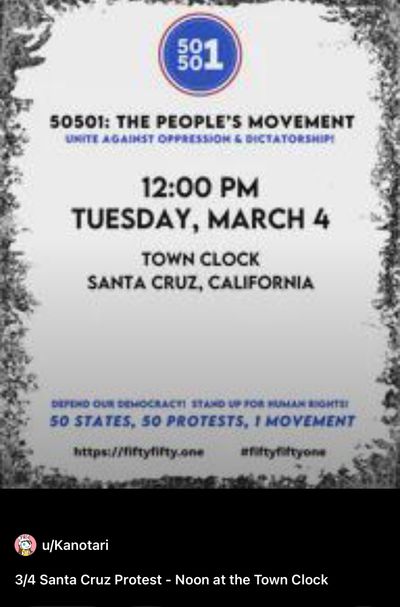 50
50 1
50501: THE PEOPLE'S MOVEMENT
UNITE AGAINST OPPRESSION & DICTATORSHIP!
12:00 PM
TUESDAY, MARCH 4
TOWN CLOCK
SANTA CRUZ, CALIFORNIA
DEFEND OUR DEMOCRACY! STAND UP FOR HUMAN RIGHTS!
50 STATES, 50 PROTESTS, 1 MOVEMENT
https://fiftyfifty.one #fiftyfiftyone
u/Kanotari
3/4 Santa Cruz Protest - Noon at the Town Clock